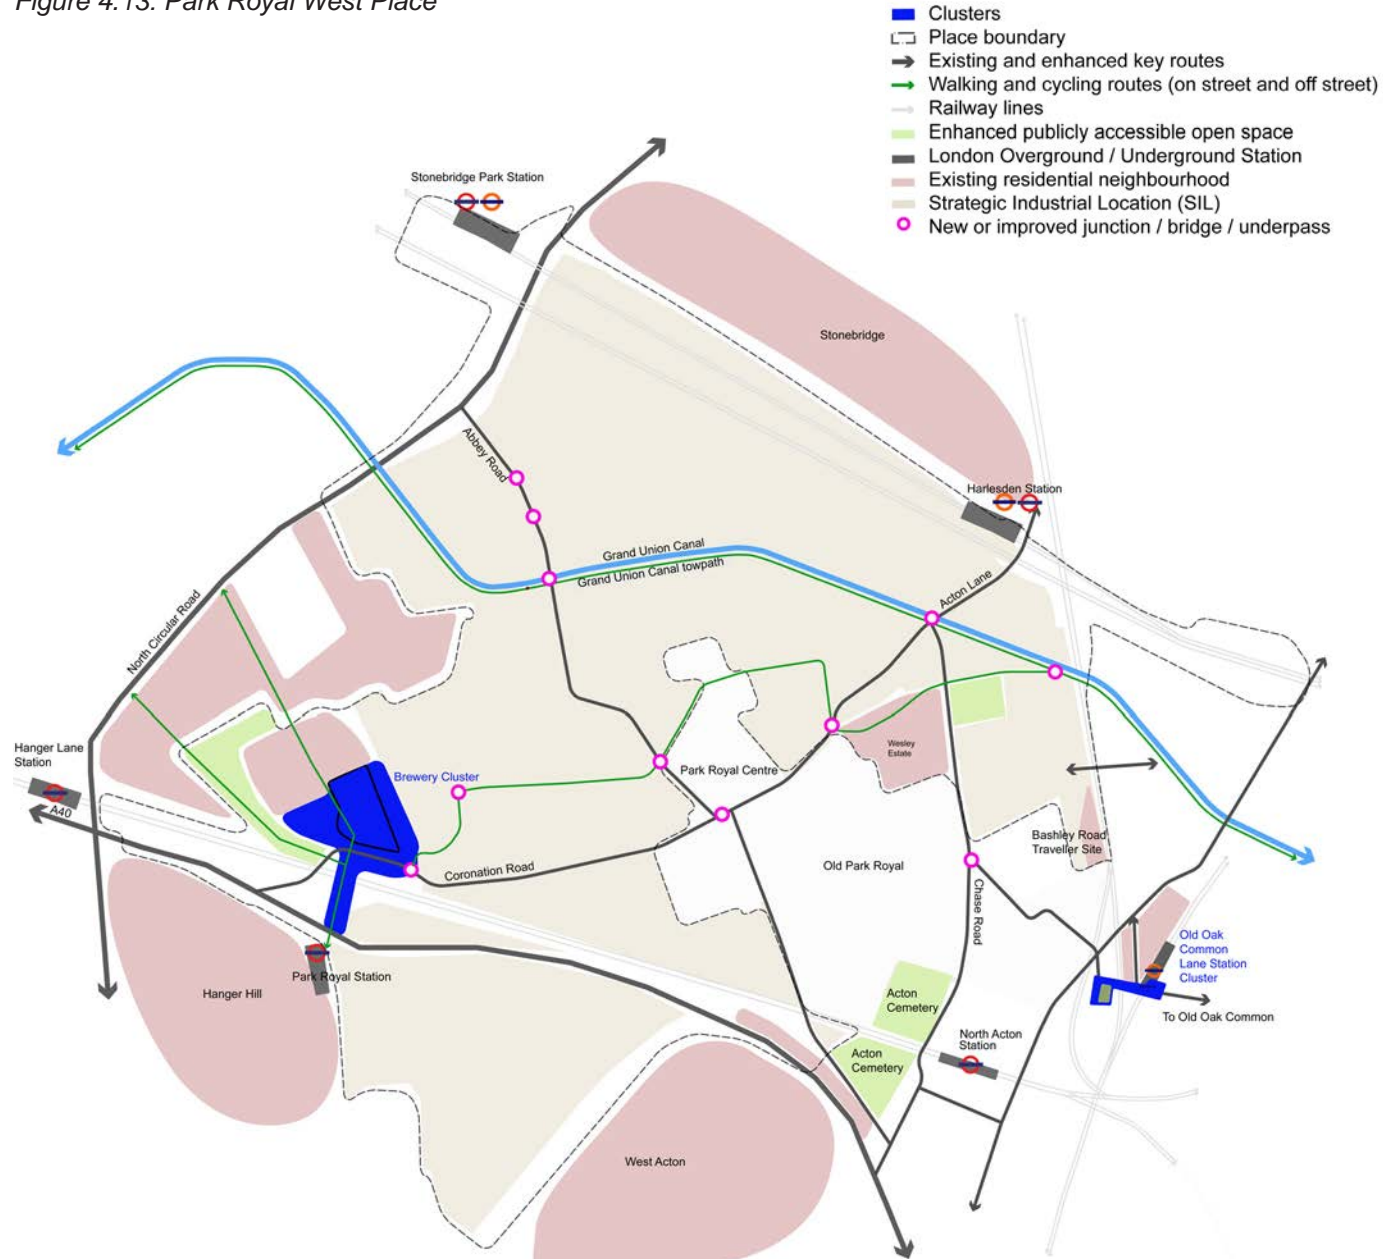 Figure 4.13: Park Royal West Place
Clusters
Place boundary
Existing and enhanced key routes
Walking and cycling routes (on street and off street)
Railway lines
Enhanced publicly accessible open space
London Overground / Underground Station
Existing residential neighbourhood
Strategic Industrial Location (SIL)
New or improved junction / bridge / underpass
Stonebridge Park Station
Stonebridge
Abbey Road
Harlesden Station
Grand Union Canal
Grand Union Canal towpath
Acton Lane
North Circular Road
Hanger Lane
Station
A40
Brewery Cluster
Park Royal Centre
Wesley
Estate
Coronation Road
Old Park Royal
Bashley Road
Traveller Site
Chase Road
Old Oak
Common
Lane Station
Cluster
To Old Oak Common
Park Royal Station
Hanger Hill
Acton
Cemetery
North Acton
Station
Acton
Cemetery
West Acton